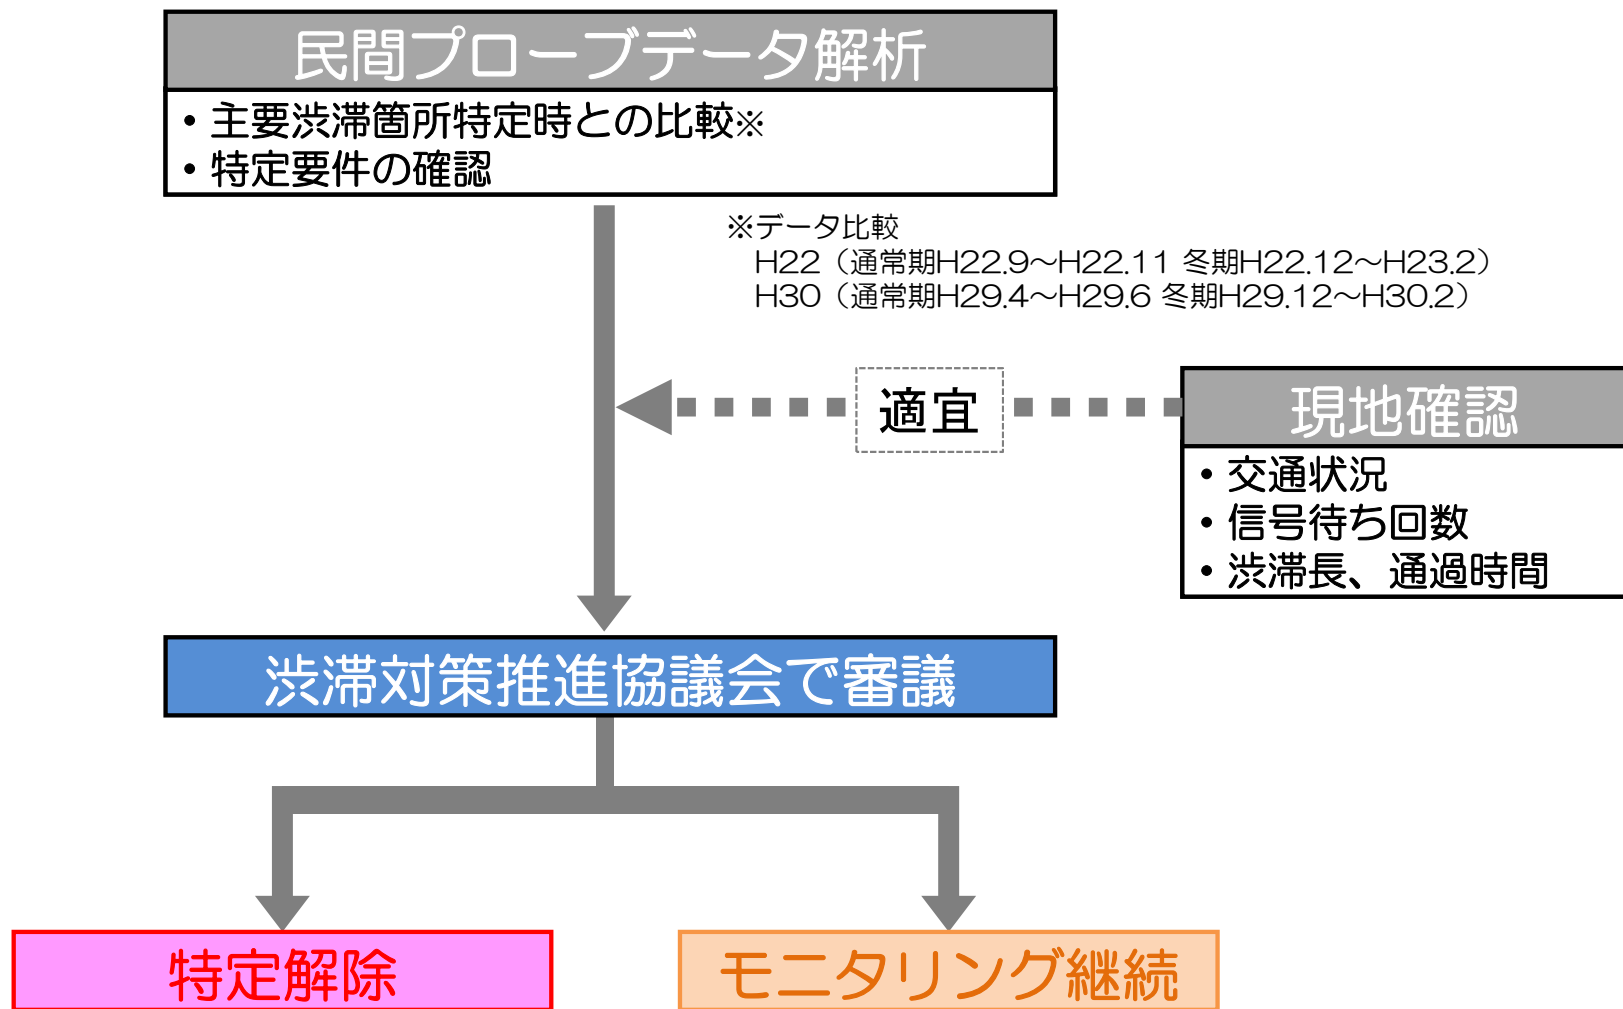 民間プローブデータ解析
・主要渋滞箇所特定時との比較※
・特定要件の確認
※データ比較
H22（通常期H22.9～H22.11 冬期H22.12～H23.2）
H30（通常期H29.4～H29.6 冬期H29.12～H30.2）
適宜
現地確認
・交通状況
・信号待ち回数
・渋滞長、通過時間
渋滞対策推進協議会で審議
特定解除
モニタリング継続